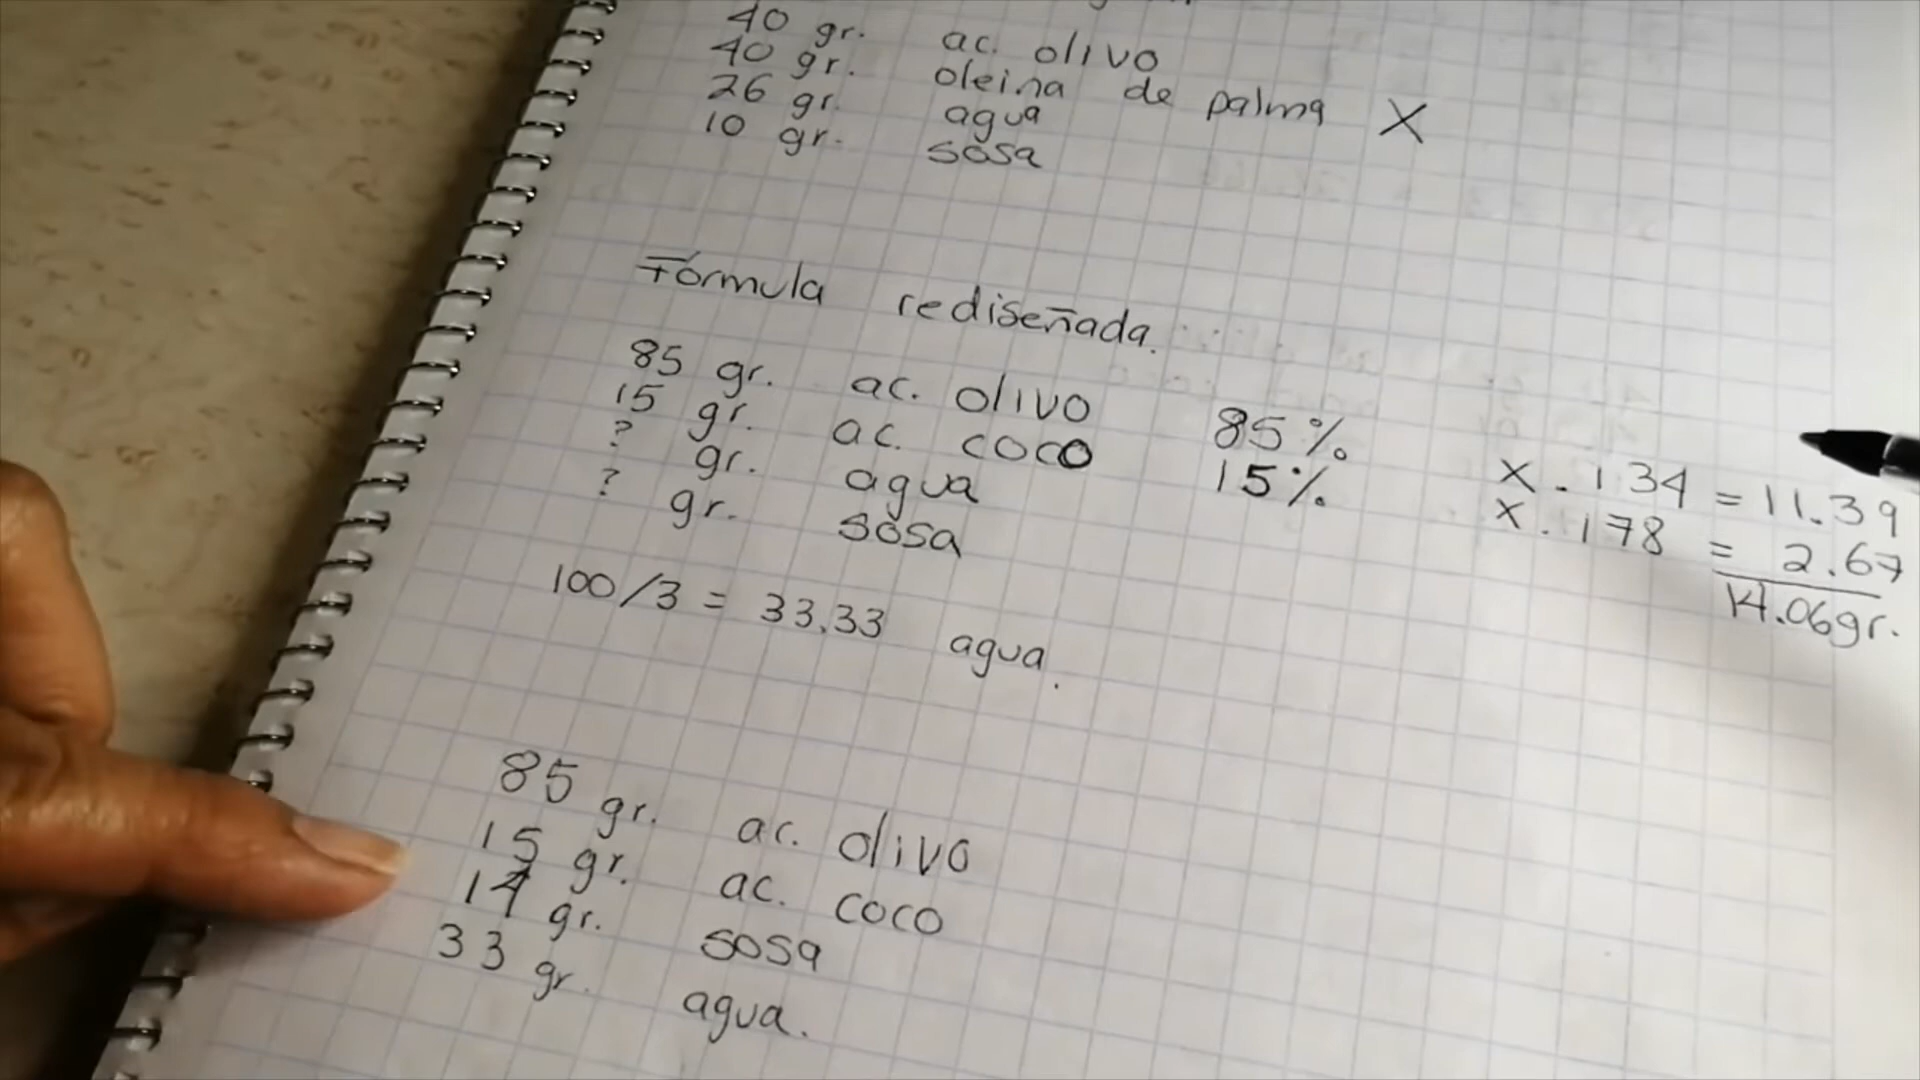 40 gr. ac. olivo
40 gr. oleina de palma X
26 gr. agua
10 gr. sosa
Fórmula rediseñada.
85 gr. ac. olivo 85% x .134 = 11.39
15 gr. ac. coco 15% x .178 = 2.67
? gr. agua 14.06gr.
? gr. sosa
100/3 = 33.33 agua.
85 gr. ac. olivo
15 gr. ac. coco
14 gr. sosa
33 gr. agua.